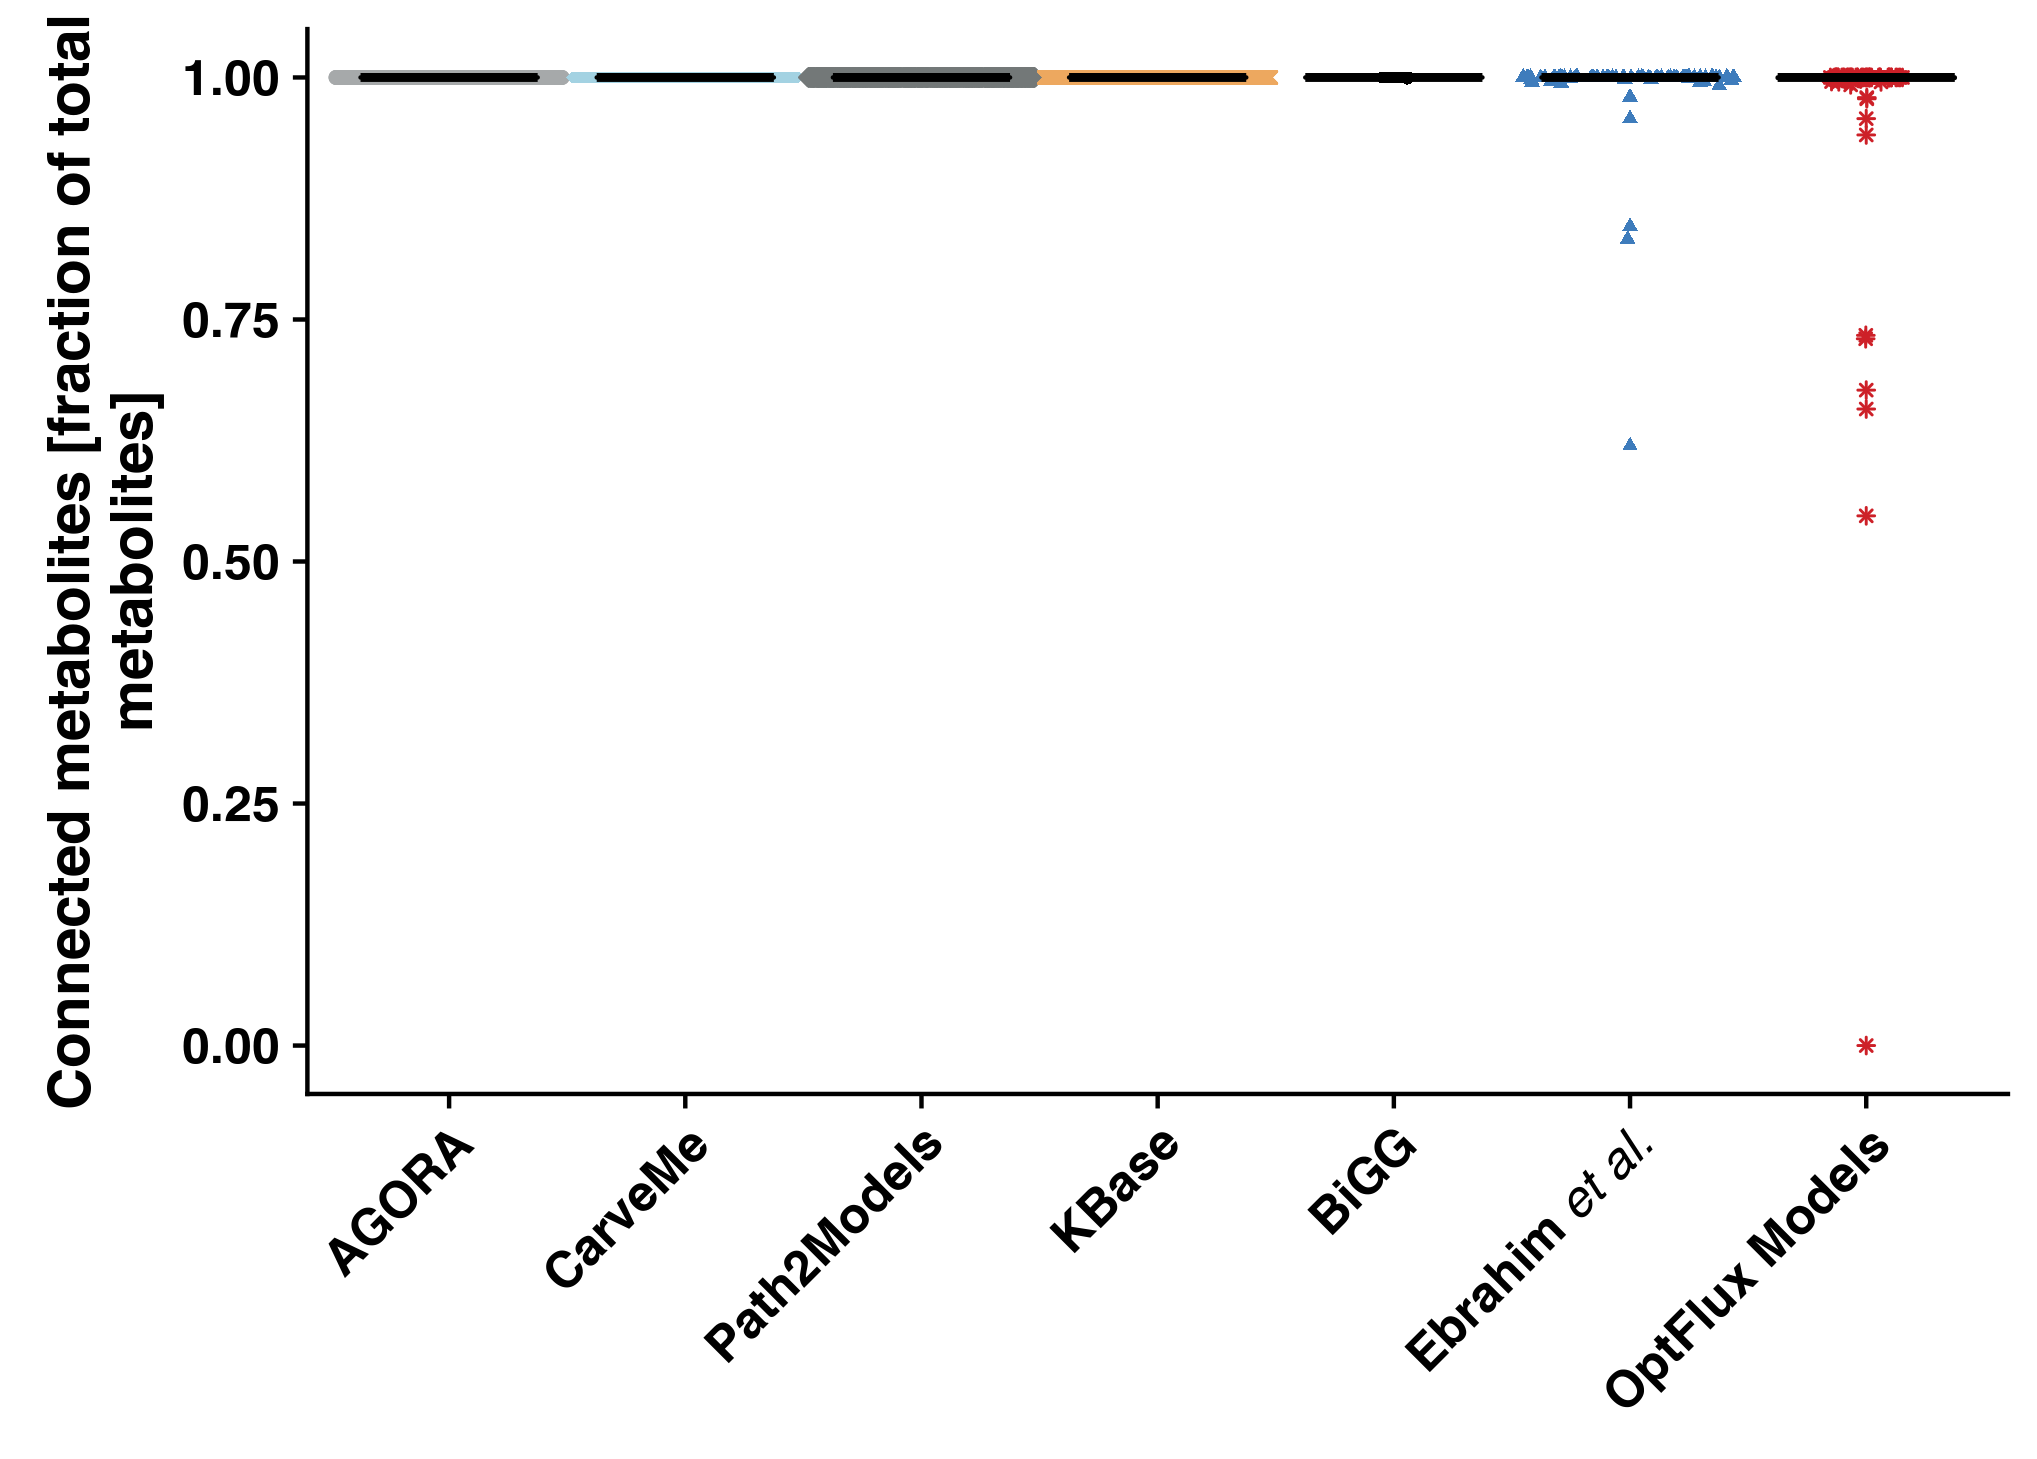 Connected metabolites [fraction of total
metabolites]
1.00
0.75
0.50
0.25
0.00
AGORA
CarveMe
Path2Models
KBase
BiGG
Ebrahim et al.
OptFlux Models